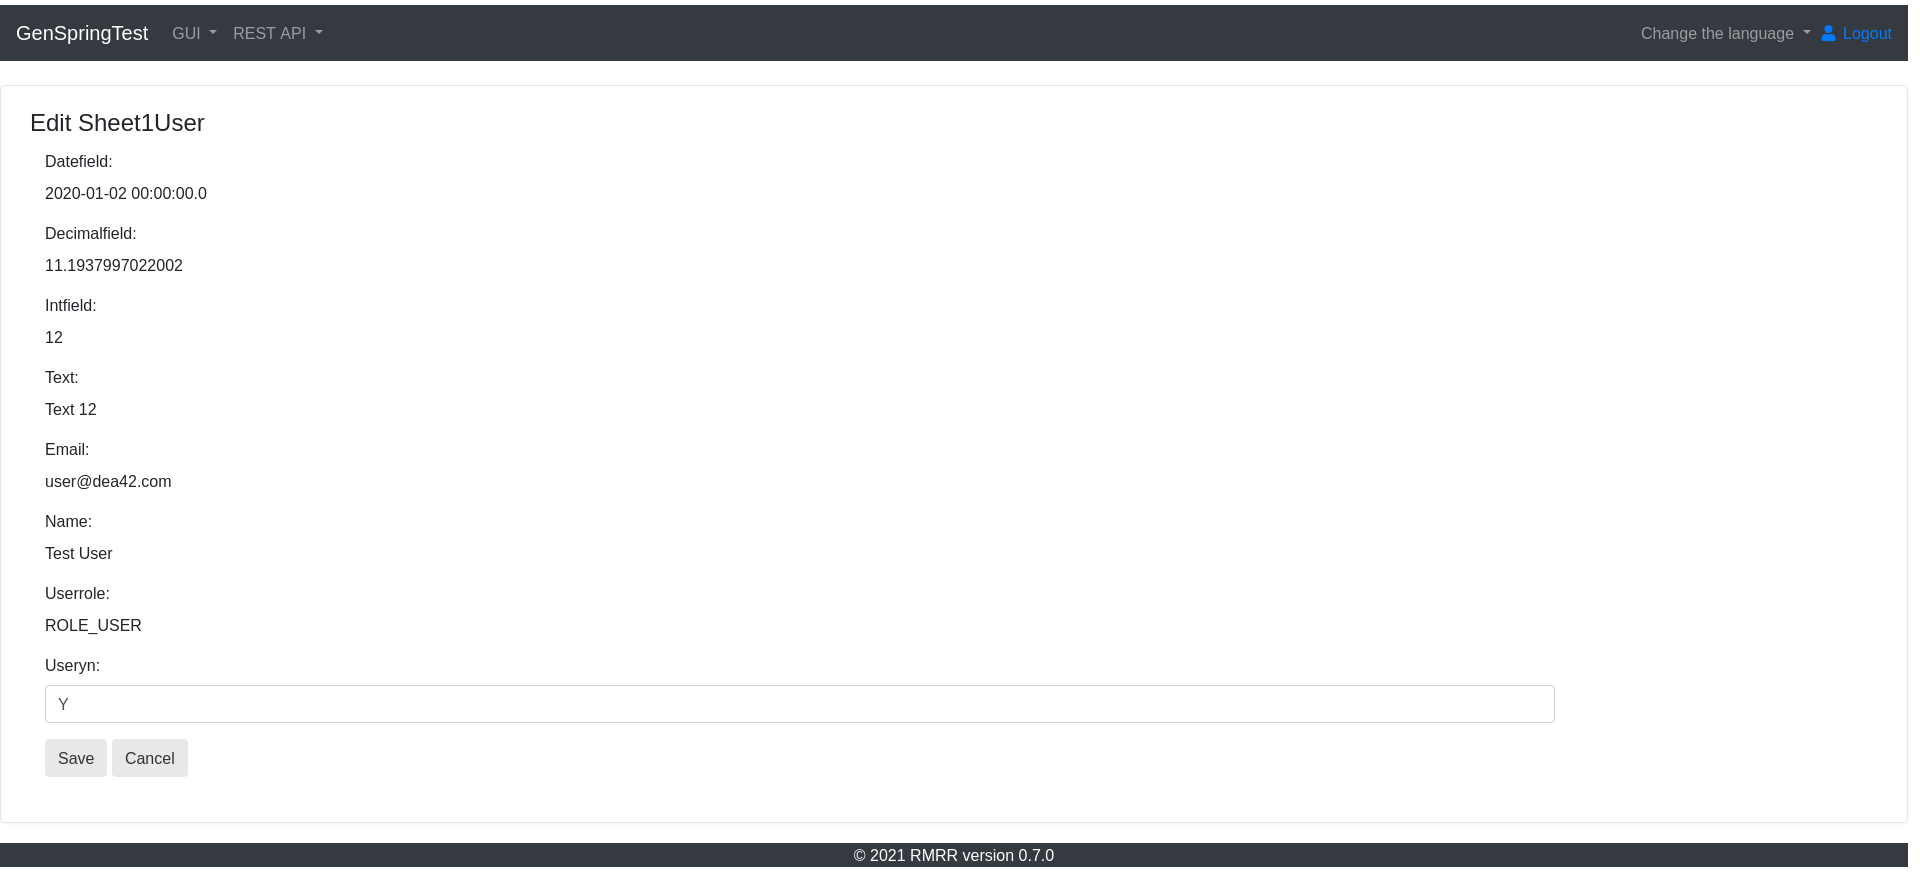 GenSpringTest GUI REST API Change the language Logout
Edit Sheet1User
Datefield:
2020-01-02 00:00:00.0
Decimalfield:
11.1937997022002
Intfield:
12
Text:
Text 12
Email:
user@dea42.com
Name:
Test User
Userrole:
ROLE_USER
Useryn:
Y
Save Cancel
© 2021 RMRR version 0.7.0